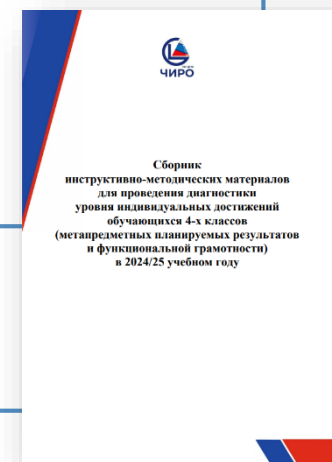 ЧИРО
Сборник
инструктивно-методических материалов
для проведения диагностики
уровня индивидуальных достижений
обучающихся 4-х классов
(метапредметных планируемых результатов
и функциональной грамотности)
в 2024/25 учебном году